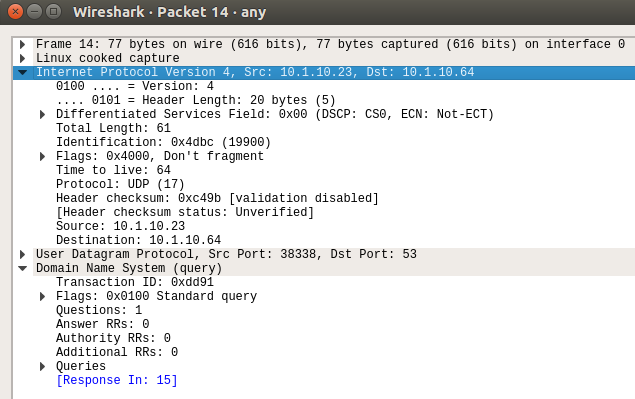 Wireshark · Packet 14 · any
Frame 14: 77 bytes on wire (616 bits), 77 bytes captured (616 bits) on interface 0
Linux cooked capture
Internet Protocol Version 4, Src: 10.1.10.23, Dst: 10.1.10.64
0100 .... = Version: 4
.... 0101 = Header Length: 20 bytes (5)
Differentiated Services Field: 0x00 (DSCP: CS0, ECN: Not-ECT)
Total Length: 61
Identification: 0x4dbc (19900)
Flags: 0x4000, Don't fragment
Time to live: 64
Protocol: UDP (17)
Header checksum: 0xc49b [validation disabled]
[Header checksum status: Unverified]
Source: 10.1.10.23
Destination: 10.1.10.64
User Datagram Protocol, Src Port: 38338, Dst Port: 53
Domain Name System (query)
Transaction ID: 0xdd91
Flags: 0x0100 Standard query
Questions: 1
Answer RRs: 0
Authority RRs: 0
Additional RRs: 0
Queries
[Response In: 15]